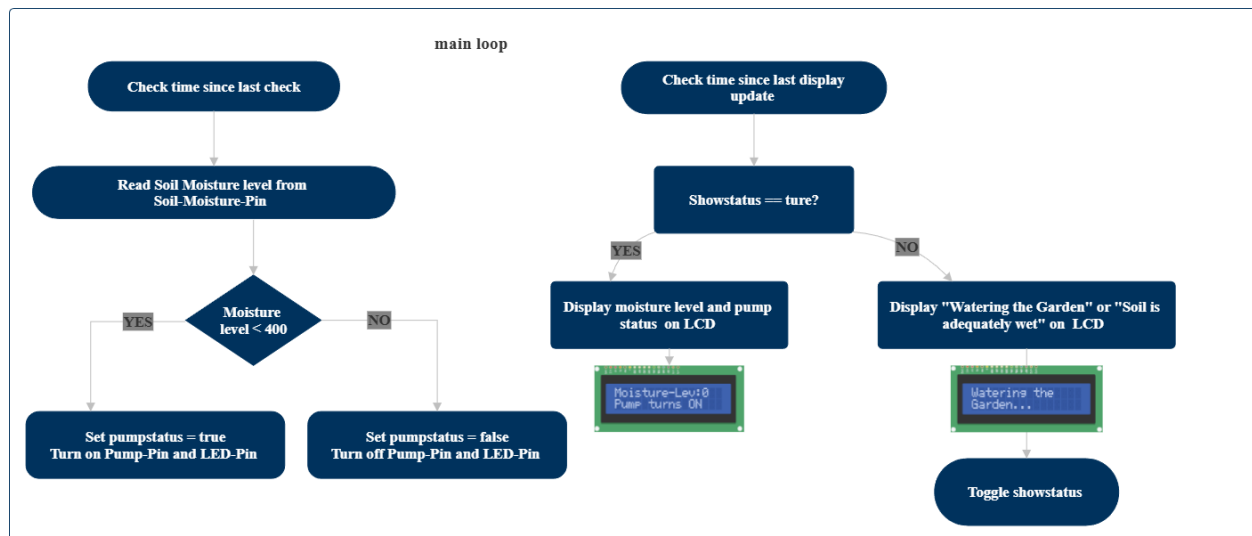 main loop
Check time since last check
Check time since last display
update
Read Soil Moisture level from
Soil-Moisture-Pin
Showstatus == ture?
YES
NO
Moisture
level < 400
YES
NO
Display moisture level and pump
status on LCD
Display "Watering the Garden" or "Soil is
adequately wet" on LCD
Moisture-Lev:0
Pump turns ON
Watering the
Garden...
Set pumpstatus = true
Turn on Pump-Pin and LED-Pin
Set pumpstatus = false
Turn off Pump-Pin and LED-Pin
Toggle showstatus